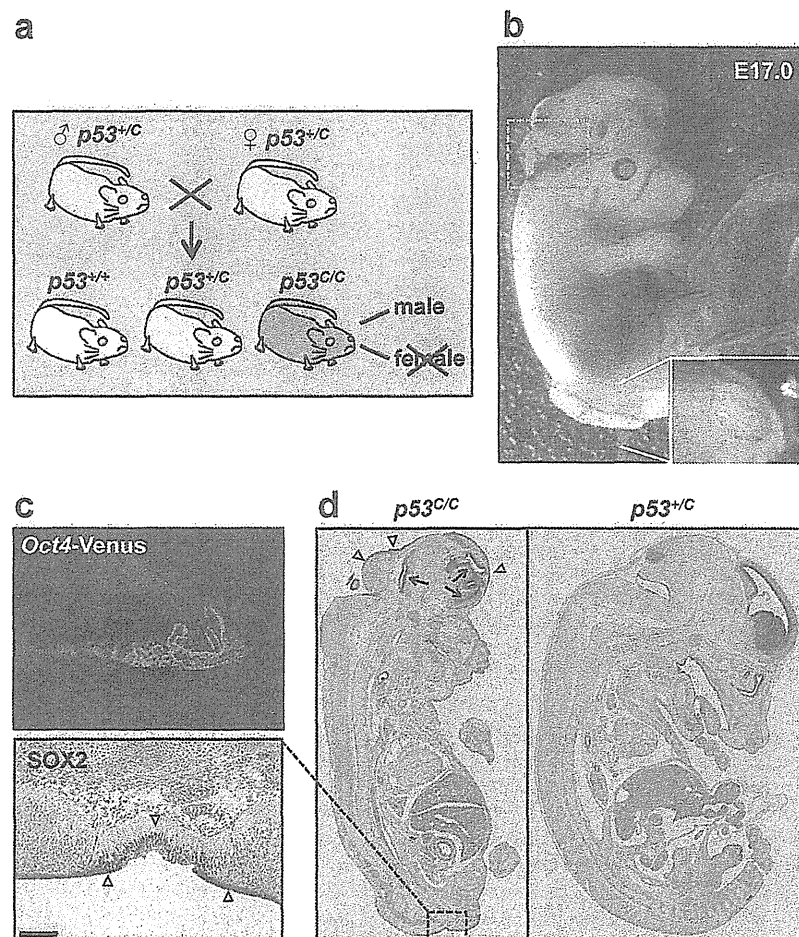 a
♂ p53+/C
♀ p53+/C
p53+/+
p53+/C
p53C/C
male
female
b
E17.0
c
Oct4-Venus
SOX2
d
p53C/C
p53+/C